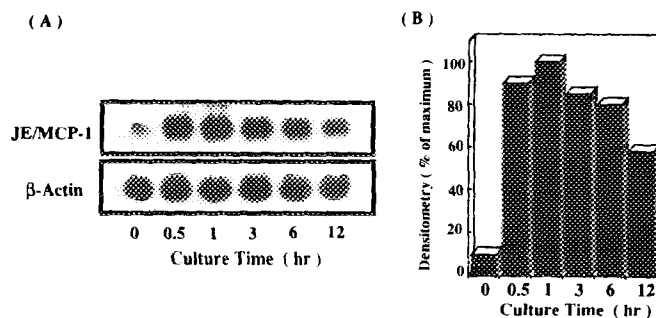 ( A )
JE/MCP-1
β-Actin
0 0.5 1 3 6 12
Culture Time ( hr )
( B )
Densitometry ( % of maximum )
100
80
60
40
20
0
0 0.5 1 3 6 12
Culture Time ( hr )